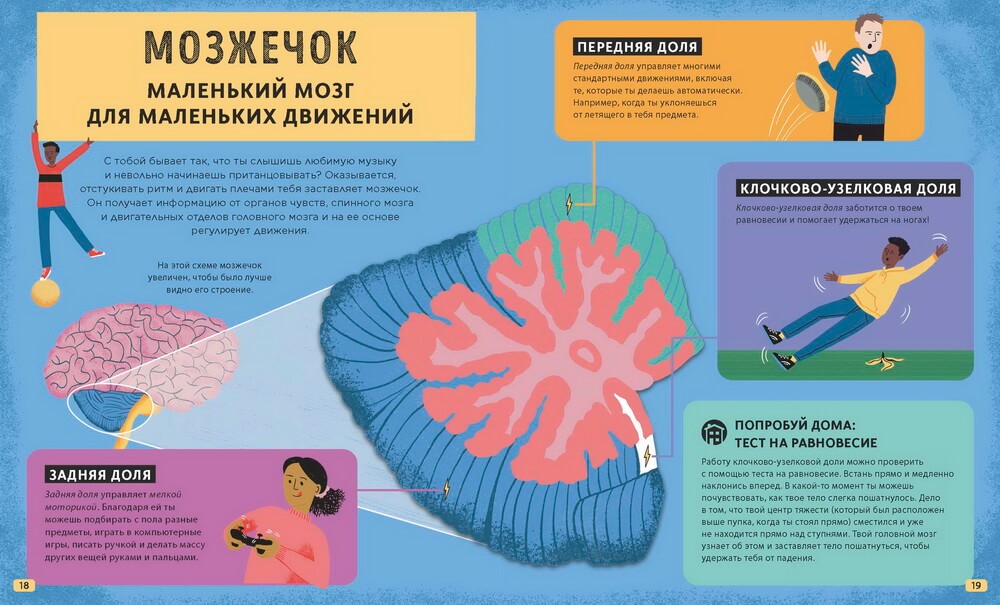 МОЗЖЕЧОК
МАЛЕНЬКИЙ МОЗГ
ДЛЯ МАЛЕНЬКИХ ДВИЖЕНИЙ
С тобой бывает так, что ты слышишь любимую музыку
и невольно начинаешь пританцовывать? Оказывается,
отстукивать ритм и двигать плечами тебя заставляет мозжечок.
Он получает информацию от органов чувств, спинного мозга
и двигательных отделов головного мозга и на ее основе
регулирует движения.
На этой схеме мозжечок
увеличен, чтобы было лучше
видно его строение.
ЗАДНЯЯ ДОЛЯ
Задняя доля управляет мелкой
моторикой. Благодаря ей ты
можешь подбирать с пола разные
предметы, играть в компьютерные
игры, писать ручкой и делать массу
других вещей руками и пальцами.
18
ПЕРЕДНЯЯ ДОЛЯ
Передняя доля управляет многими
стандартными движениями, включая
те, которые ты делаешь автоматически.
Например, когда ты уклоняешься
от летящего в тебя предмета.
КЛОЧКОВО-УЗЕЛКОВАЯ ДОЛЯ
Клочково-узелковая доля заботится о твоем
равновесии и помогает удержаться на ногах!
ПОПРОБУЙ ДОМА:
ТЕСТ НА РАВНОВЕСИЕ
Работу клочково-узелковой доли можно проверить
с помощью теста на равновесие. Встань прямо и медленно
наклонись вперед. В какой-то момент ты можешь
почувствовать, как твое тело слегка пошатнулось. Дело
в том, что твой центр тяжести (который был расположен
выше пупка, когда ты стоял прямо) сместился и уже
не находится прямо над ступнями. Твой головной мозг
узнает об этом и заставляет тело пошатнуться, чтобы
удержать тебя от падения.
19